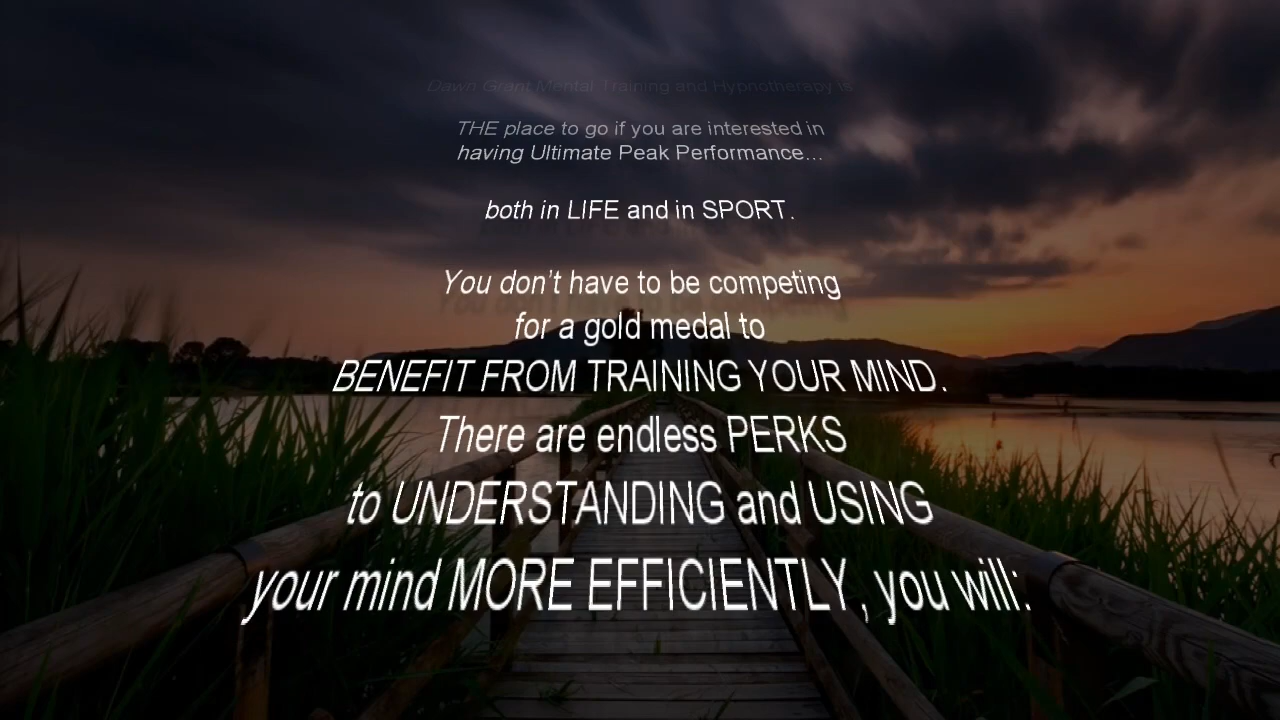 Dawn Grant Mental Training and Hypnotherapy is
THE place to go if you are interested in
having Ultimate Peak Performance...
both in LIFE and in SPORT.
You don't have to be competing
for a gold medal to
BENEFIT FROM TRAINING YOUR MIND.
There are endless PERKS
to UNDERSTANDING and USING
your mind MORE EFFICIENTLY, you will: